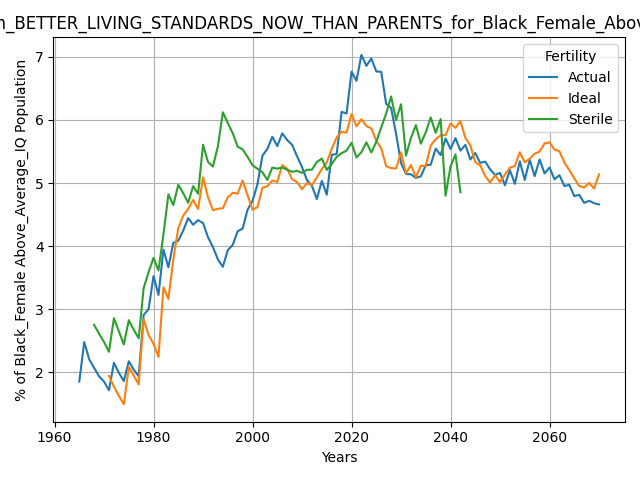 n_BETTER_LIVING_STANDARDS_NOW_THAN_PARENTS_for_Black_Female_Above
% of Black_Female Above_Average_IQ Population
7
6
5
4
3
2
1960
1980
2000
2020
2040
2060
Years
Fertility
Actual
Ideal
Sterile